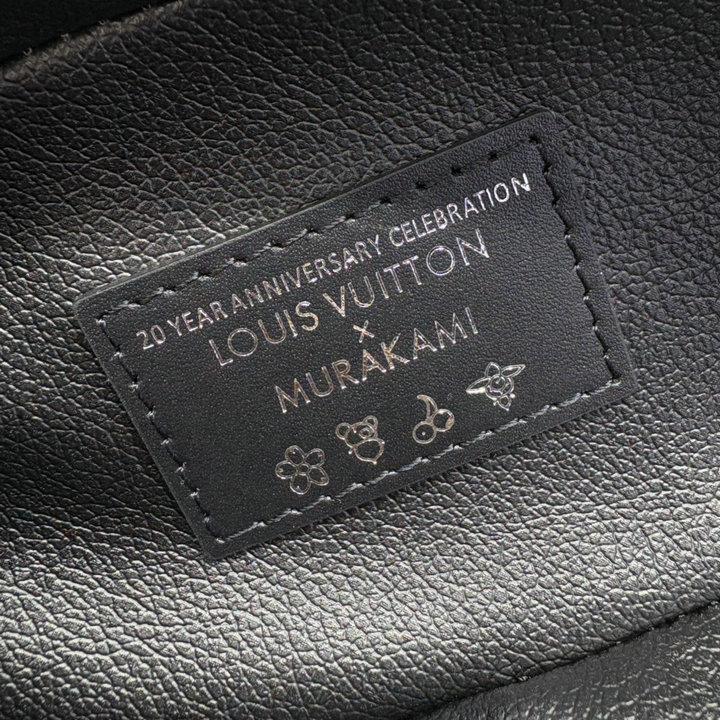 20 YEAR ANNIVERSARY CELEBRATION
LOUIS VUITTON
×
MURAKAMI